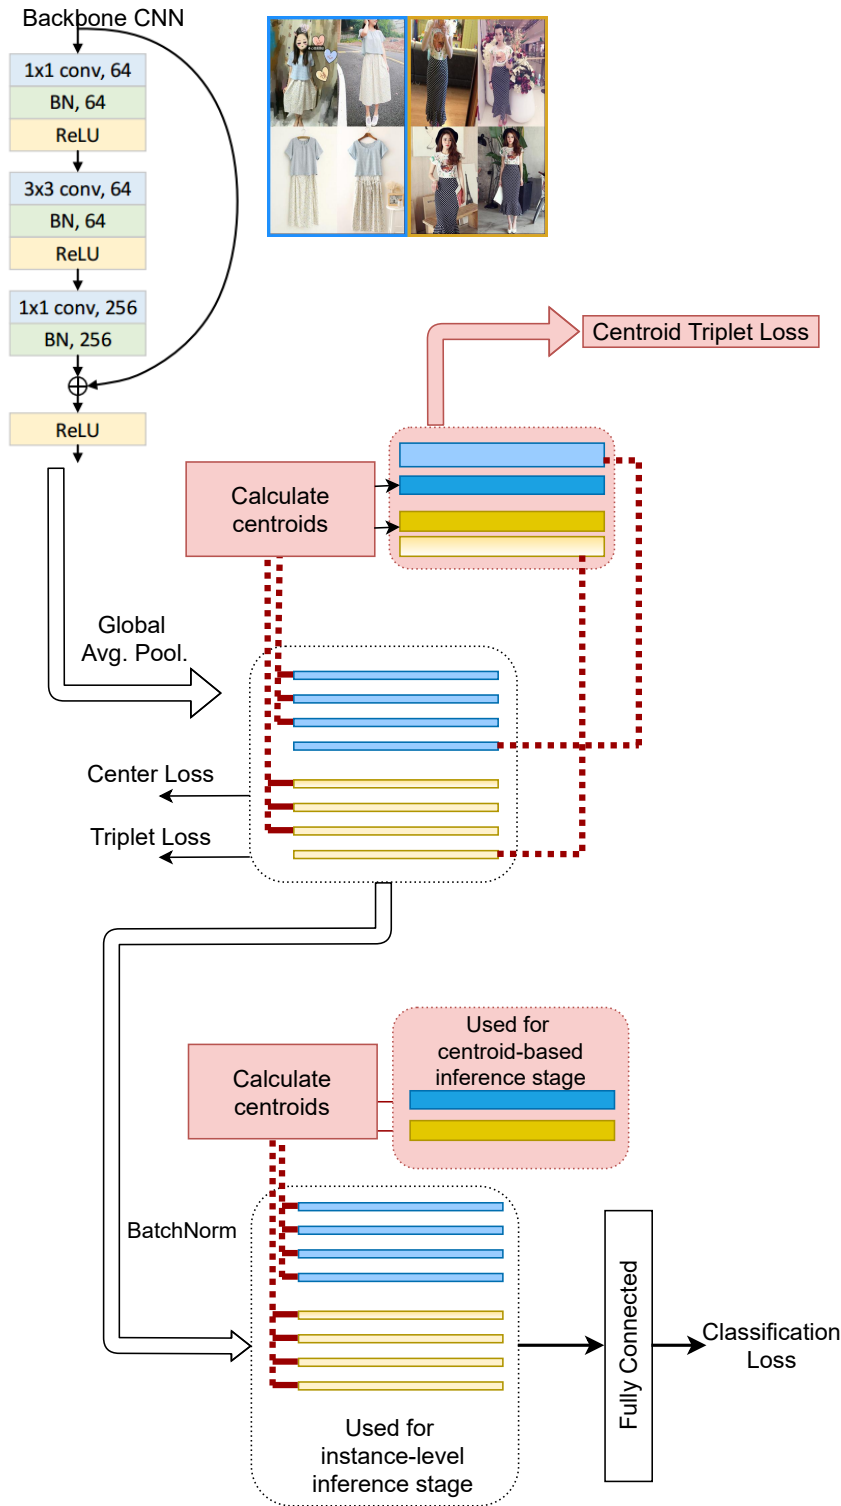 Backbone CNN
1x1 conv, 64
BN, 64
ReLU
3x3 conv, 64
BN, 64
ReLU
1x1 conv, 256
BN, 256
ReLU
Centroid Triplet Loss
Calculate
centroids
Global
Avg. Pool.
Center Loss
Triplet Loss
Used for
centroid-based
inference stage
Calculate
centroids
BatchNorm
Fully Connected
Classification
Loss
Used for
instance-level
inference stage